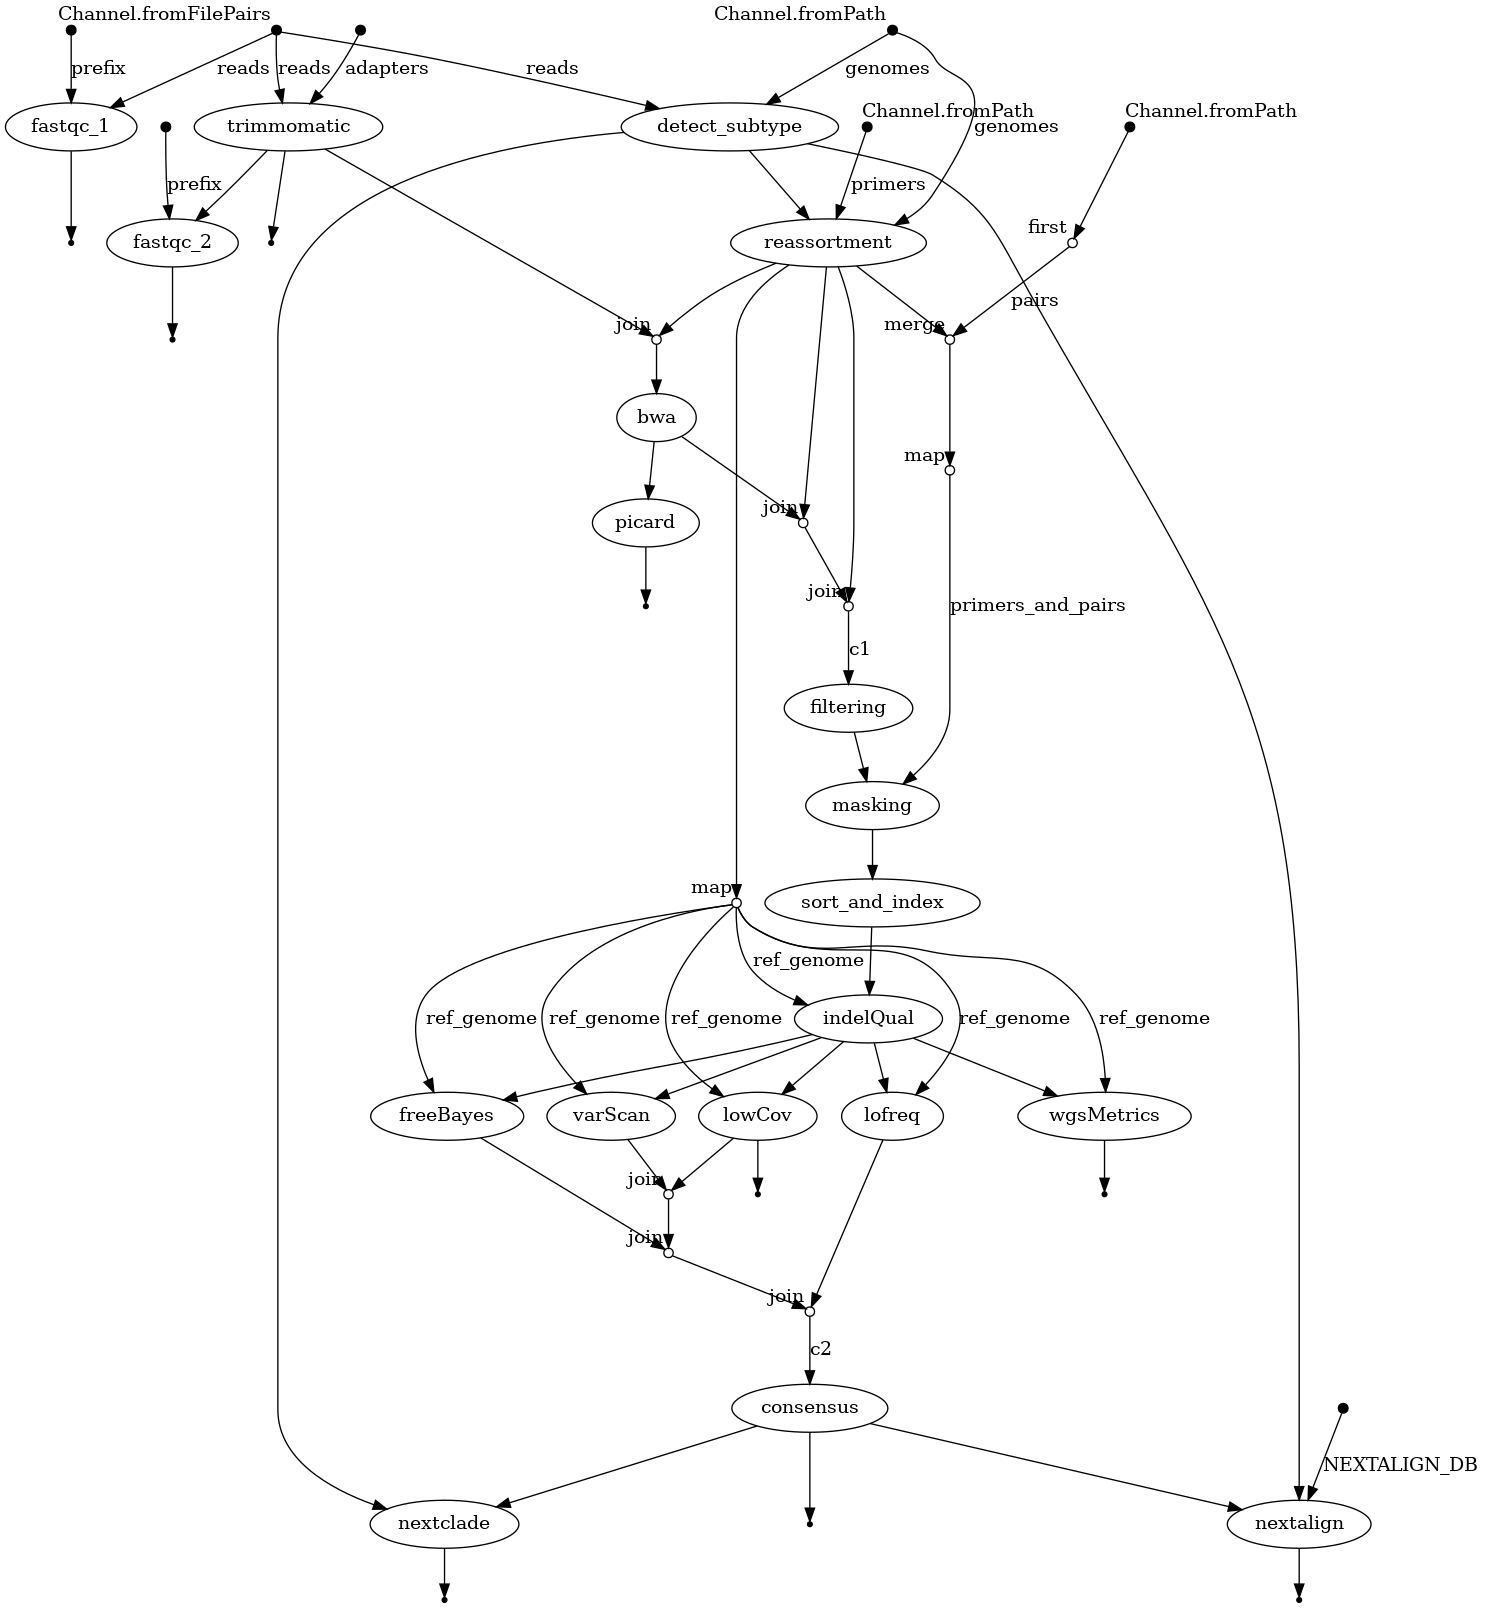 Channel.fromFilePairs
Channel.fromPath
prefix
reads
reads
adapters
reads
genomes
Channel.fromPath
Channel.fromPath
fastqc_1
trimmomatic
detect_subtype
genomes
prefix
primers
first
fastqc_2
reassortment
pairs
join
merge
bwa
map
join
picard
join
primers_and_pairs
c1
filtering
masking
map
sort_and_index
ref_genome
ref_genome
ref_genome
ref_genome
indelQual
ref_genome
ref_genome
freeBayes
varScan
lowCov
lofreq
wgsMetrics
join
join
join
c2
consensus
NEXTALIGN_DB
nextclade
nextalign